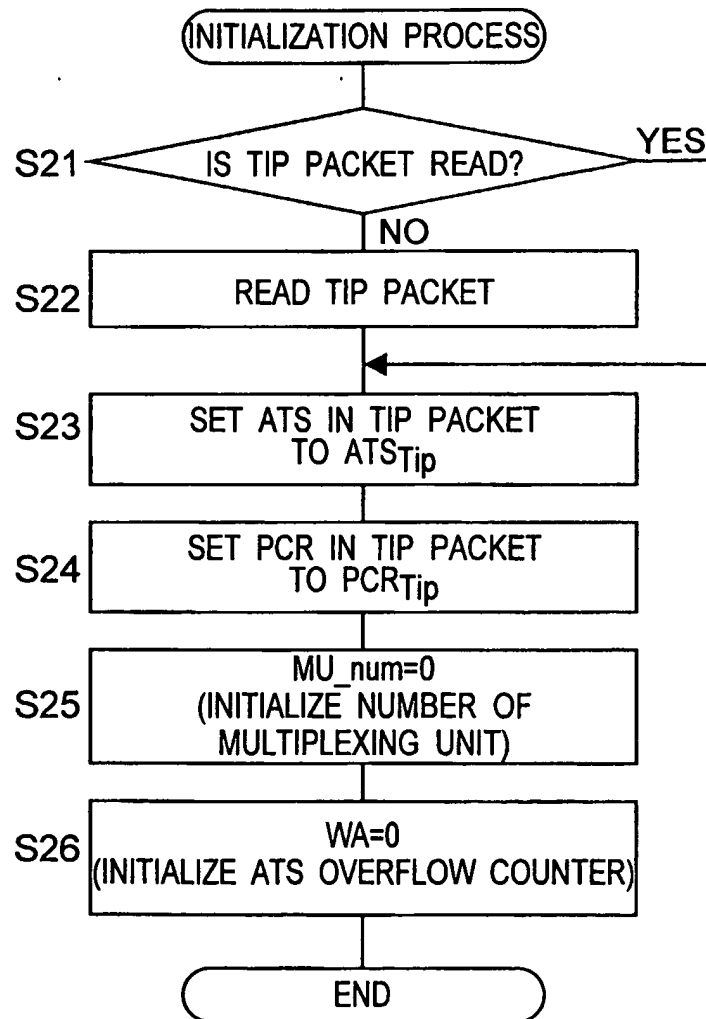 INITIALIZATION PROCESS
YES
S21
IS TIP PACKET READ?
NO
S22
READ TIP PACKET
S23
SET ATS IN TIP PACKET
TO ATSTip
S24
SET PCR IN TIP PACKET
TO PCRTip
S25
MU_num=0
(INITIALIZE NUMBER OF
MULTIPLEXING UNIT)
S26
WA=0
(INITIALIZE ATS OVERFLOW COUNTER)
END